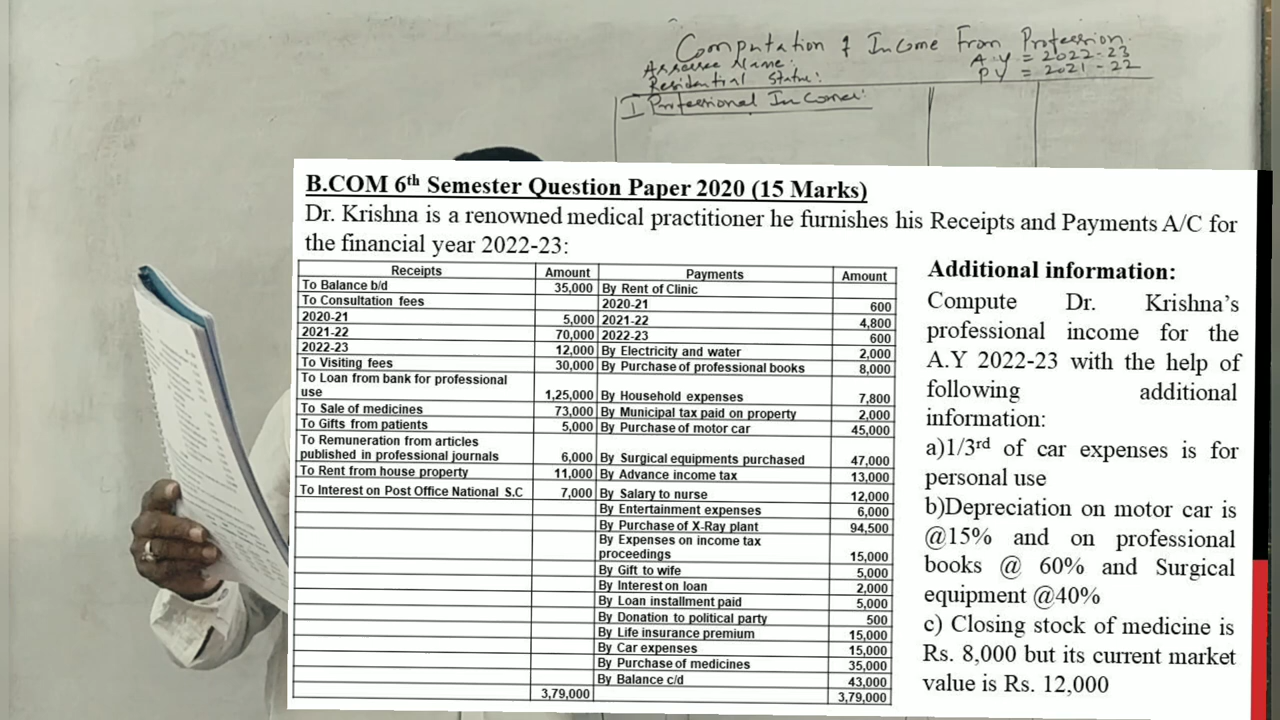 Computation of Income From Profession
Assessee Name:
A.Y = 2022-23
Residential Status:
PY = 2021-22
I Professional Income:
B.COM 6th Semester Question Paper 2020 (15 Marks)
Dr. Krishna is a renowned medical practitioner he furnishes his Receipts and Payments A/C for
the financial year 2022-23:
Receipts Amount Payments Amount
To Balance b/d 35,000 By Rent of Clinic
To Consultation fees 2020-21 600
2020-21 5,000 2021-22 4,800
2021-22 70,000 2022-23 600
2022-23 12,000 By Electricity and water 2,000
To Visiting fees 30,000 By Purchase of professional books 8,000
To Loan from bank for professional
use 1,25,000 By Household expenses 7,800
To Sale of medicines 73,000 By Municipal tax paid on property 2,000
To Gifts from patients 5,000 By Purchase of motor car 45,000
To Remuneration from articles
published in professional journals 6,000 By Surgical equipments purchased 47,000
To Rent from house property 11,000 By Advance income tax 13,000
To Interest on Post Office National S.C 7,000 By Salary to nurse 12,000
By Entertainment expenses 6,000
By Purchase of X-Ray plant 94,500
By Expenses on income tax
proceedings 15,000
By Gift to wife 5,000
By Interest on loan 2,000
By Loan installment paid 5,000
By Donation to political party 500
By Life insurance premium 15,000
By Car expenses 15,000
By Purchase of medicines 35,000
By Balance c/d 43,000
3,79,000 3,79,000
Additional information:
Compute Dr. Krishna's
professional income for the
A.Y 2022-23 with the help of
following additional
information:
a)1/3rd of car expenses is for
personal use
b)Depreciation on motor car is
@15% and on professional
books @ 60% and Surgical
equipment @40%
c) Closing stock of medicine is
Rs. 8,000 but its current market
value is Rs. 12,000